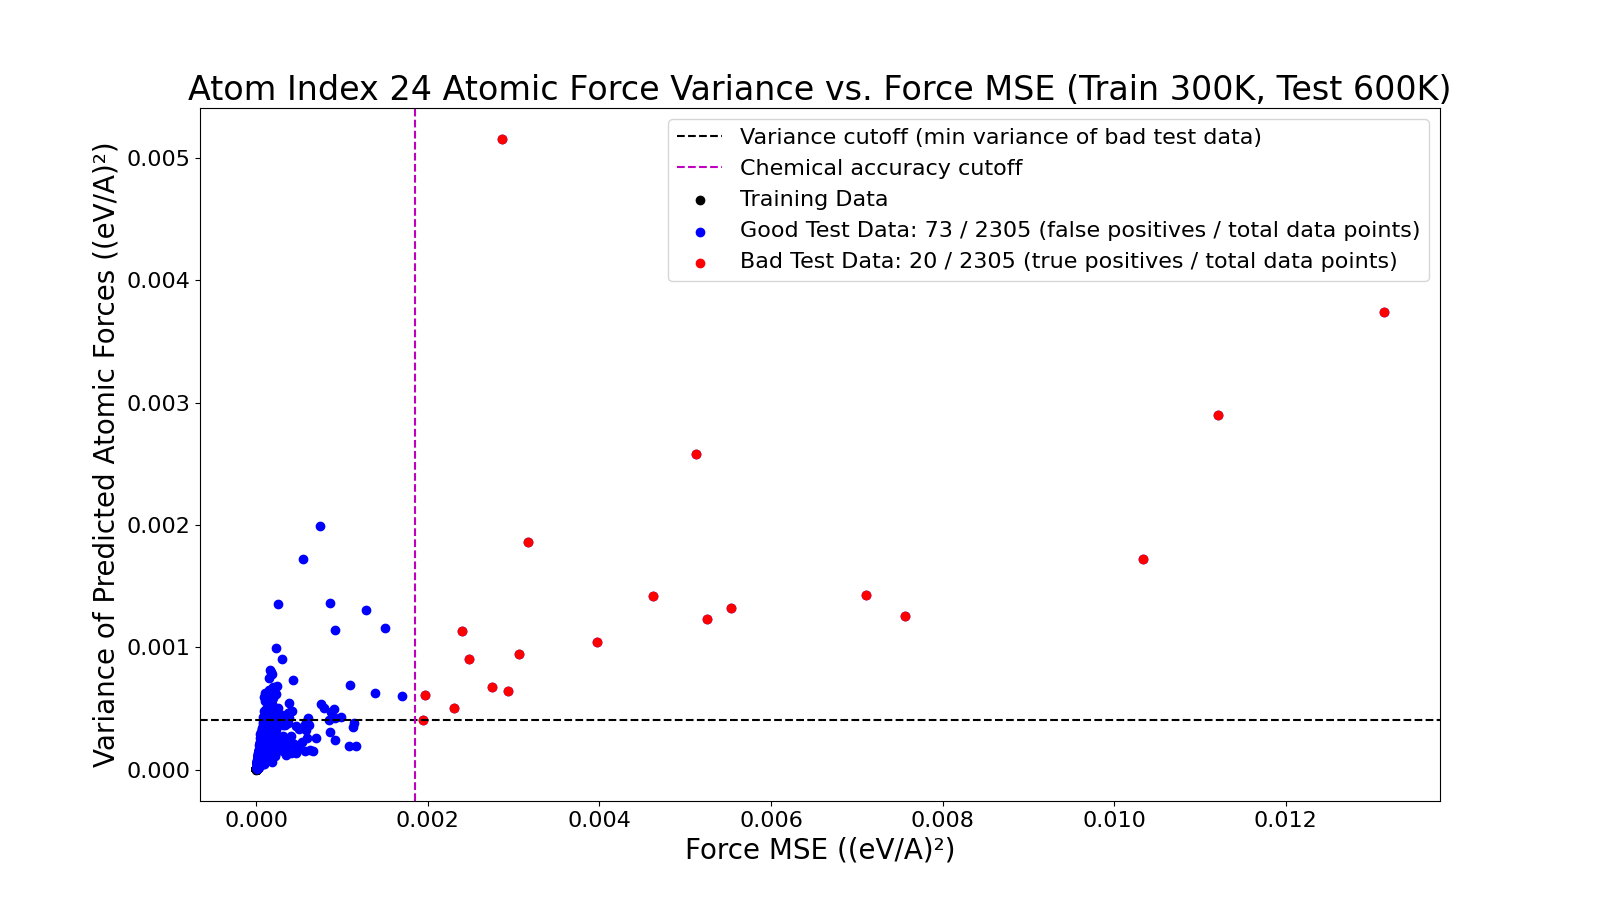 Atom Index 24 Atomic Force Variance vs. Force MSE (Train 300K, Test 600K)
Variance cutoff (min variance of bad test data)
Chemical accuracy cutoff
Training Data
Good Test Data: 73 / 2305 (false positives / total data points)
Bad Test Data: 20 / 2305 (true positives / total data points)
Variance of Predicted Atomic Forces ((eV/A)²)
0.005
0.004
0.003
0.002
0.001
0.000
0.000 0.002 0.004 0.006 0.008 0.010 0.012
Force MSE ((eV/A)²)